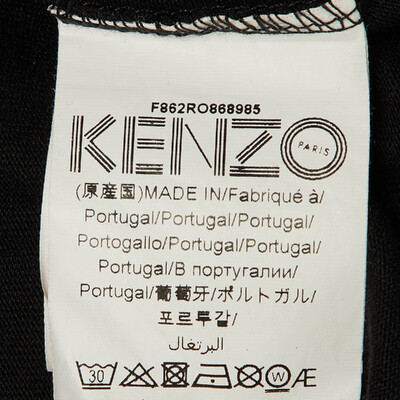 F862RO868985
KENZO
PARIS
(原産国)MADE IN/Fabriqué à/
Portugal/Portugal/Portugal/
Portogallo/Portugal/Portugal/
Portugal/В португалии/
Portugal/葡萄牙/ポルトガル/
포르투갈/
البرتغال
30 W Æ